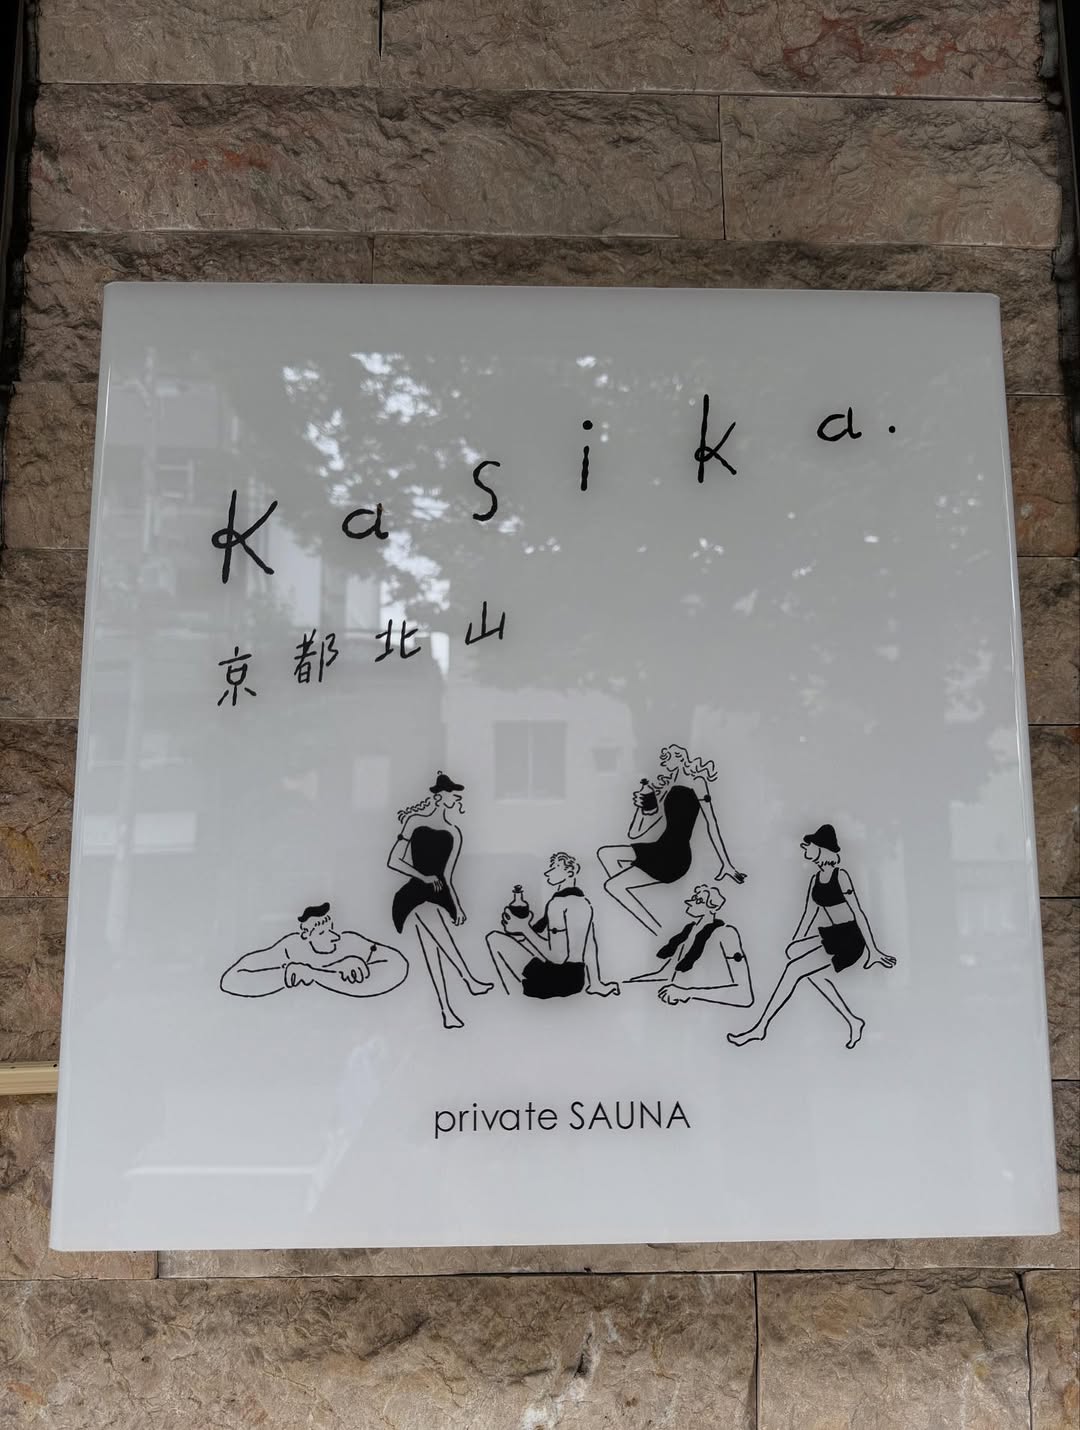 Kasika.
京都北山
private SAUNA